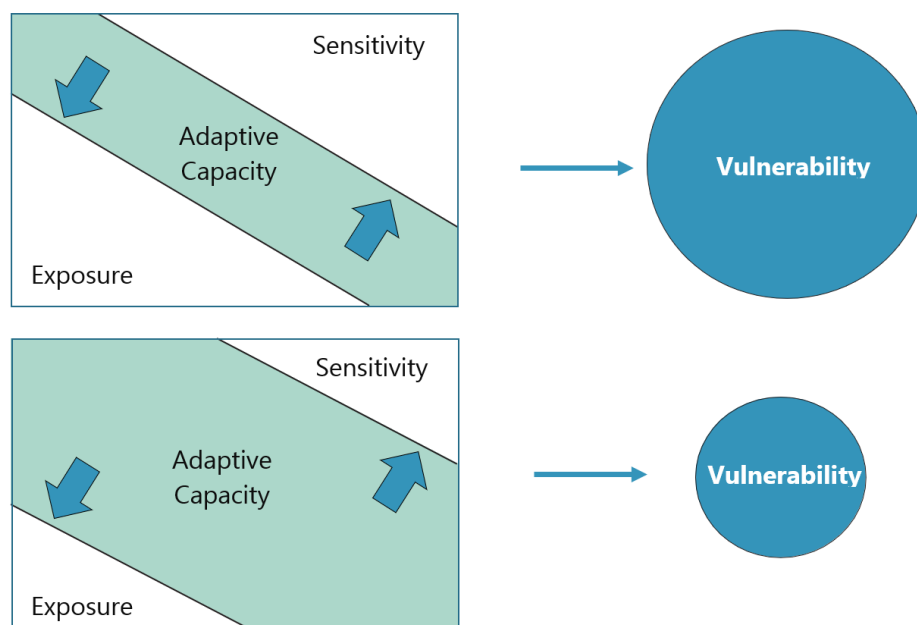 Sensitivity
Adaptive
Capacity
Exposure
Vulnerability
Sensitivity
Adaptive
Capacity
Exposure
Vulnerability